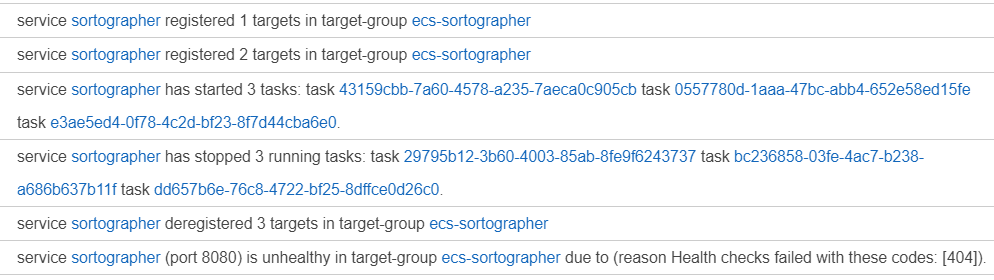 service sortographer registered 1 targets in target-group ecs-sortographer
service sortographer registered 2 targets in target-group ecs-sortographer
service sortographer has started 3 tasks: task 43159cbb-7a60-4578-a235-7aeca0c905cb task 0557780d-1aaa-47bc-abb4-652e58ed15fe
task e3ae5ed4-0f78-4c2d-bf23-8f7d44cba6e0.
service sortographer has stopped 3 running tasks: task 29795b12-3b60-4003-85ab-8fe9f6243737 task bc236858-03fe-4ac7-b238-
a686b637b11f task dd657b6e-76c8-4722-bf25-8dffce0d26c0.
service sortographer deregistered 3 targets in target-group ecs-sortographer
service sortographer (port 8080) is unhealthy in target-group ecs-sortographer due to (reason Health checks failed with these codes: [404]).